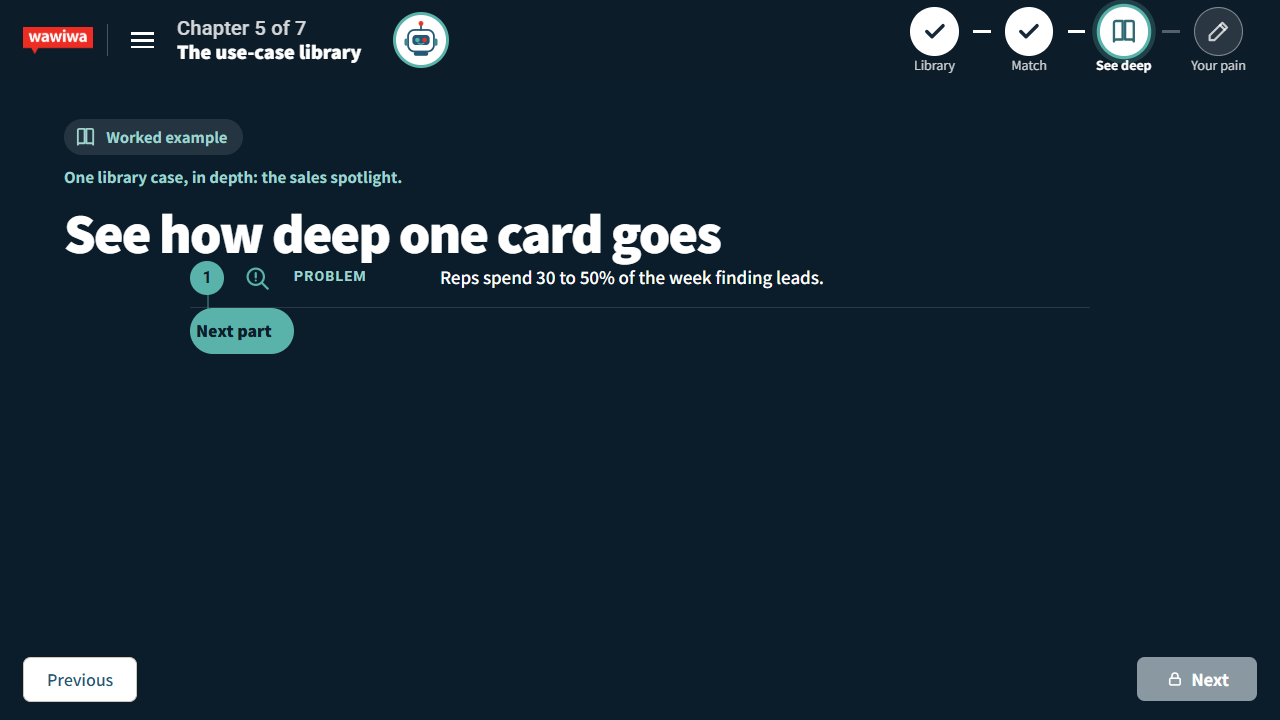 wawiwa
Chapter 5 of 7
The use-case library
Library
Match
See deep
Your pain
Worked example
One library case, in depth: the sales spotlight.
See how deep one card goes
1 PROBLEM Reps spend 30 to 50% of the week finding leads.
Next part
Previous
Next